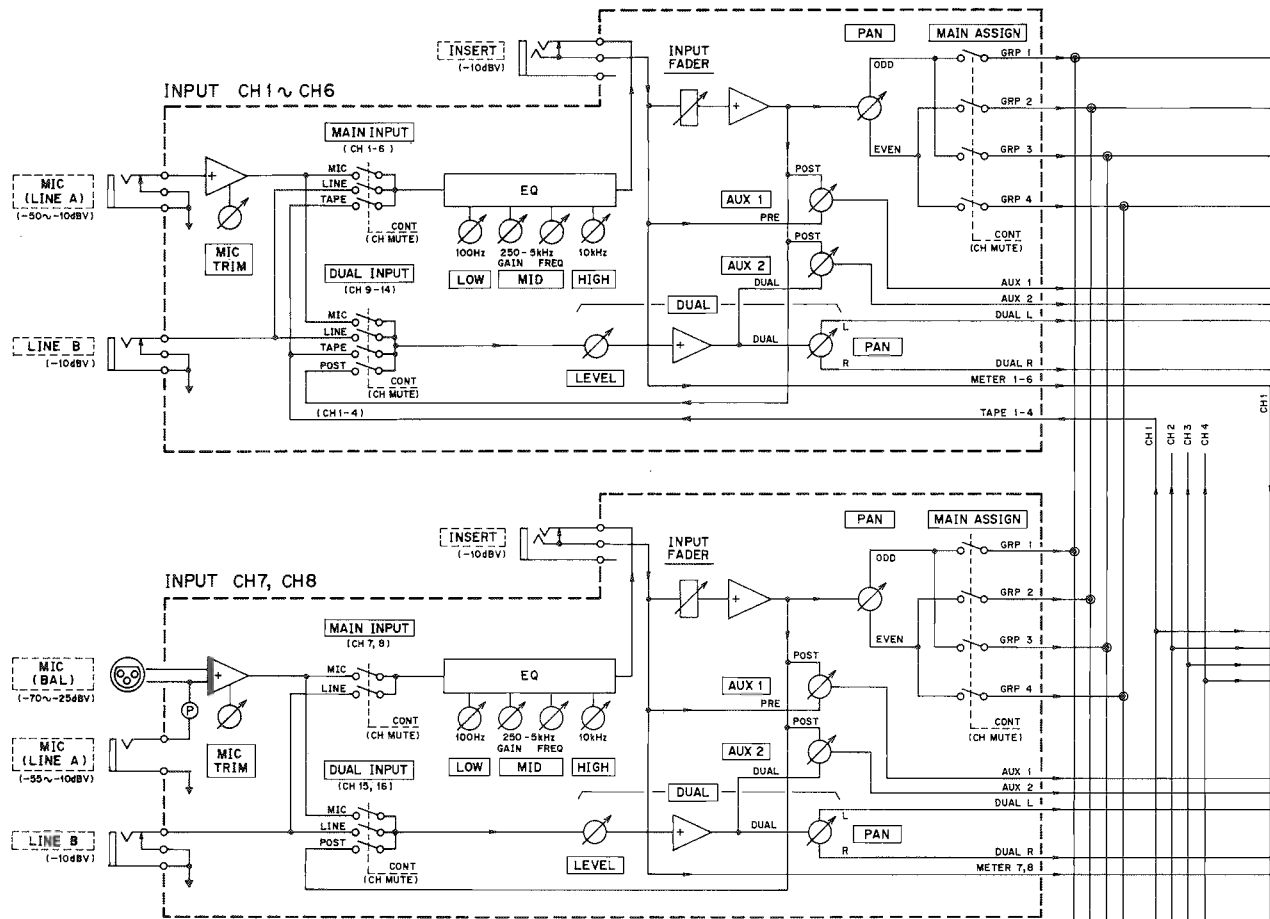 INPUT CH1~CH6
INSERT
(-10dBV)
INPUT
FADER
PAN
MAIN ASSIGN
ODD
EVEN
GRP 1
GRP 2
GRP 3
GRP 4
CONT
(CH MUTE)
MAIN INPUT
(CH 1-6)
MIC
LINE
TAPE
CONT
(CH MUTE)
MIC
(LINE A)
(-50~-10dBV)
MIC
TRIM
EQ
100Hz
250-5kHz
GAIN FREQ
10kHz
LOW
MID
HIGH
POST
AUX 1
PRE
POST
AUX 2
DUAL
AUX 1
AUX 2
DUAL L
DUAL INPUT
(CH 9-14)
MIC
LINE
TAPE
POST
CONT
(CH MUTE)
LINE B
(-10dBV)
DUAL
LEVEL
DUAL
L
R
PAN
DUAL R
METER 1-6
(CH1-4)
TAPE 1-4
CH1
CH2
CH3
CH4
CH1
INPUT CH7, CH8
INSERT
(-10dBV)
INPUT
FADER
PAN
MAIN ASSIGN
ODD
EVEN
GRP 1
GRP 2
GRP 3
GRP 4
CONT
(CH MUTE)
MAIN INPUT
(CH 7, 8)
MIC
LINE
CONT
(CH MUTE)
MIC
(BAL)
(-70~-25dBV)
P
MIC
(LINE A)
(-55~-10dBV)
MIC
TRIM
EQ
100Hz
250-5kHz
GAIN FREQ
10kHz
LOW
MID
HIGH
POST
AUX 1
PRE
POST
AUX 2
DUAL
AUX 1
AUX 2
DUAL L
DUAL INPUT
(CH 15, 16)
MIC
LINE
POST
CONT
(CH MUTE)
LINE B
(-10dBV)
DUAL
LEVEL
DUAL
L
R
PAN
DUAL R
METER 7,8